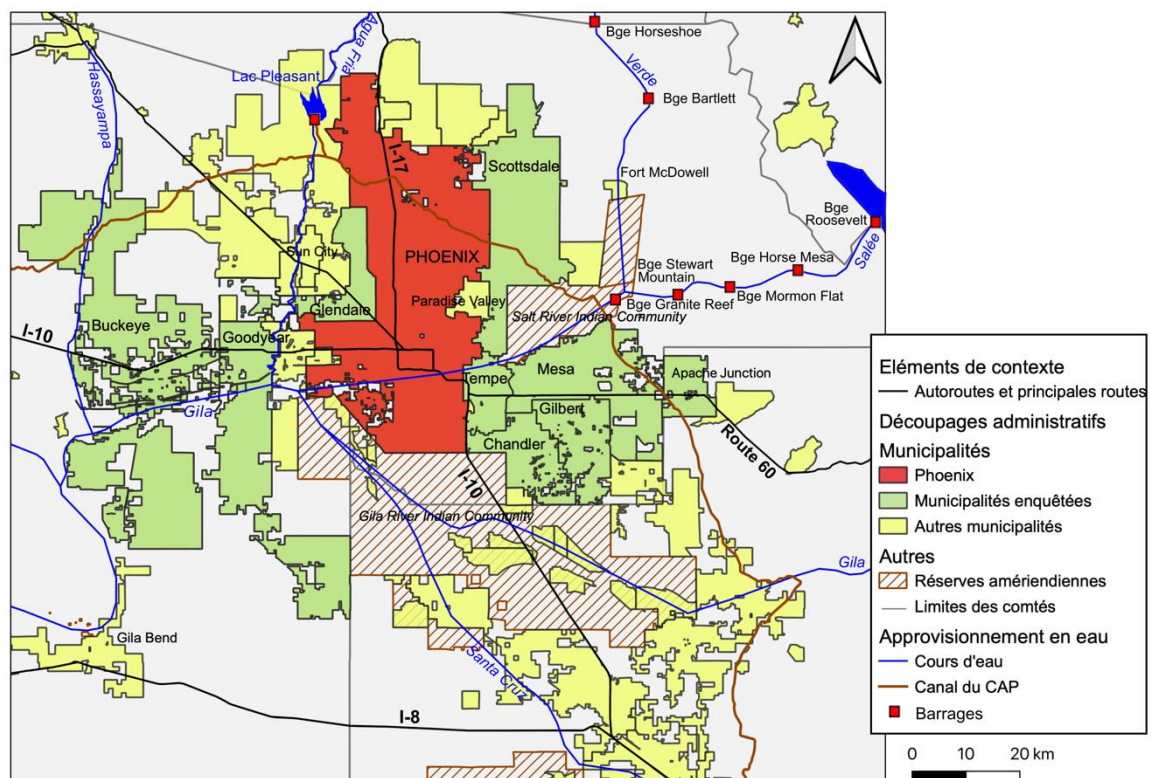 Bge Horseshoe
Agua Fria
Hassayampa
Lac Pleasant
Verde
Bge Bartlett
I-17
Scottsdale
Fort McDowell
Bge
Roosevelt
Salée
Sun City
PHOENIX
Bge Horse Mesa
Bge Stewart
Mountain
Bge Mormon Flat
Paradise Valley
Bge Granite Reef
Glendale
Salt River Indian Community
Buckeye
I-10
Goodyear
Mesa
Tempe
Apache Junction
Gila
Gilbert
Chandler
Route 60
I-10
Gila River Indian Community
Gila
Gila Bend
Santa Cruz
I-8
Eléments de contexte
Autoroutes et principales routes
Découpages administratifs
Municipalités
Phoenix
Municipalités enquêtées
Autres municipalités
Autres
Réserves amériendiennes
Limites des comtés
Approvisionnement en eau
Cours d'eau
Canal du CAP
Barrages
0 10 20 km